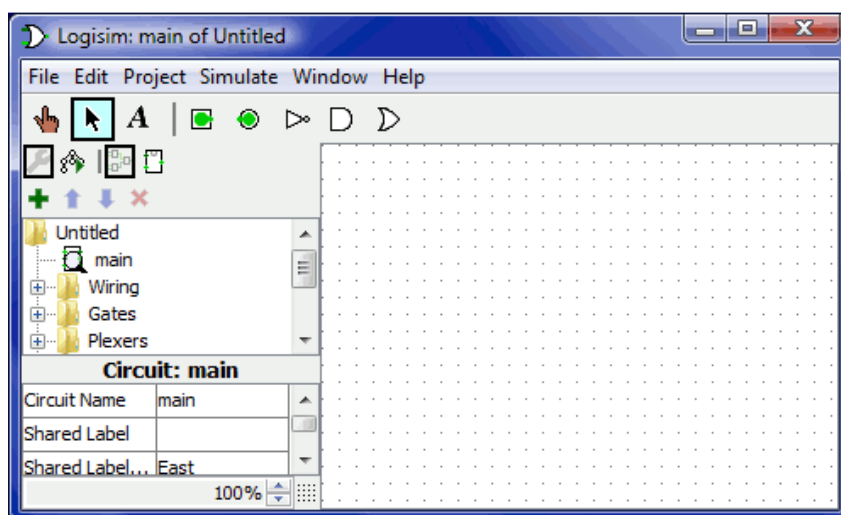 Logisim: main of Untitled
File Edit Project Simulate Window Help
A
Untitled
main
Wiring
Gates
Plexers
Circuit: main
Circuit Name main
Shared Label
Shared Label... East
100%